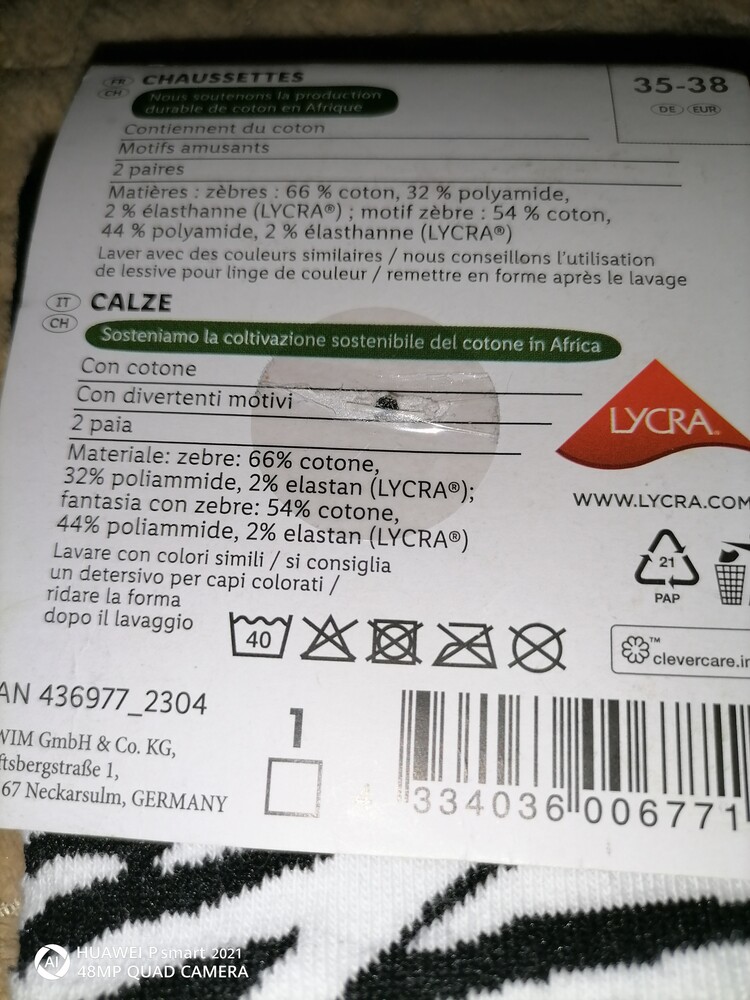 FR CHAUSSETTES
CH
Nous soutenons la production
durable de coton en Afrique
Contiennent du coton
Motifs amusants
2 paires
Matières : zèbres : 66 % coton, 32 % polyamide,
2 % élasthanne (LYCRA®) ; motif zèbre : 54 % coton,
44 % polyamide, 2 % élasthanne (LYCRA®)
Laver avec des couleurs similaires / nous conseillons l'utilisation
de lessive pour linge de couleur / remettre en forme après le lavage
35-38
DE EUR
IT CALZE
CH
Sosteniamo la coltivazione sostenibile del cotone in Africa
Con cotone
Con divertenti motivi
2 paia
Materiale: zebre: 66% cotone,
32% poliammide, 2% elastan (LYCRA®);
fantasia con zebre: 54% cotone,
44% poliammide, 2% elastan (LYCRA®)
Lavare con colori simili / si consiglia
un detersivo per capi colorati /
ridare la forma
dopo il lavaggio
LYCRA®
WWW.LYCRA.COM
21
PAP
40
™
clevercare.in
AN 436977_2304
WIM GmbH & Co. KG,
ftsbergstraße 1,
67 Neckarsulm, GERMANY
1
4 334036 006771
AI HUAWEI P smart 2021
48MP QUAD CAMERA